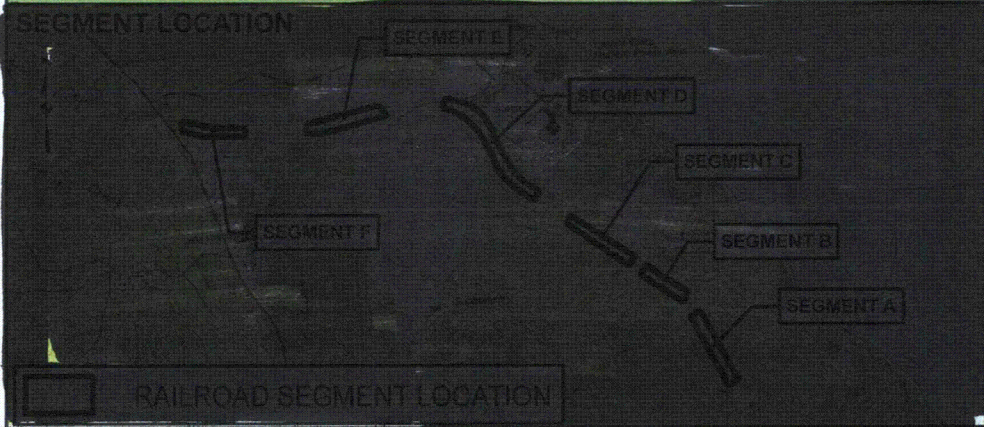 SEGMENT LOCATION
SEGMENT E
SEGMENT D
SEGMENT C
SEGMENT F
SEGMENT B
SEGMENT A
RAILROAD SEGMENT LOCATION